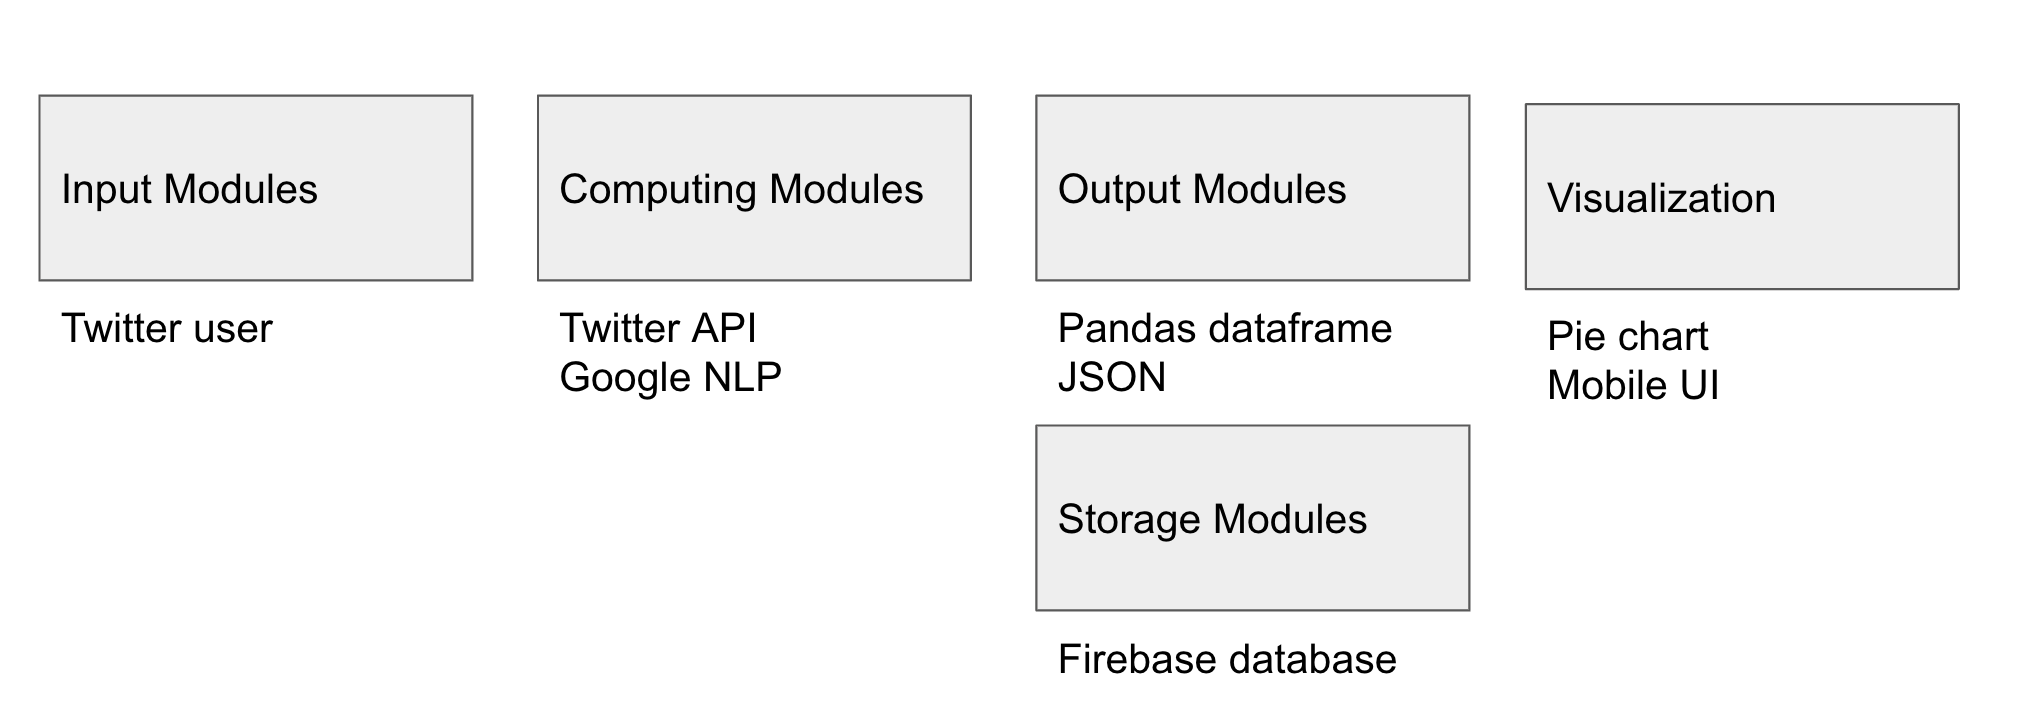 Input Modules
Twitter user
Computing Modules
Twitter API
Google NLP
Output Modules
Pandas dataframe
JSON
Storage Modules
Firebase database
Visualization
Pie chart
Mobile UI